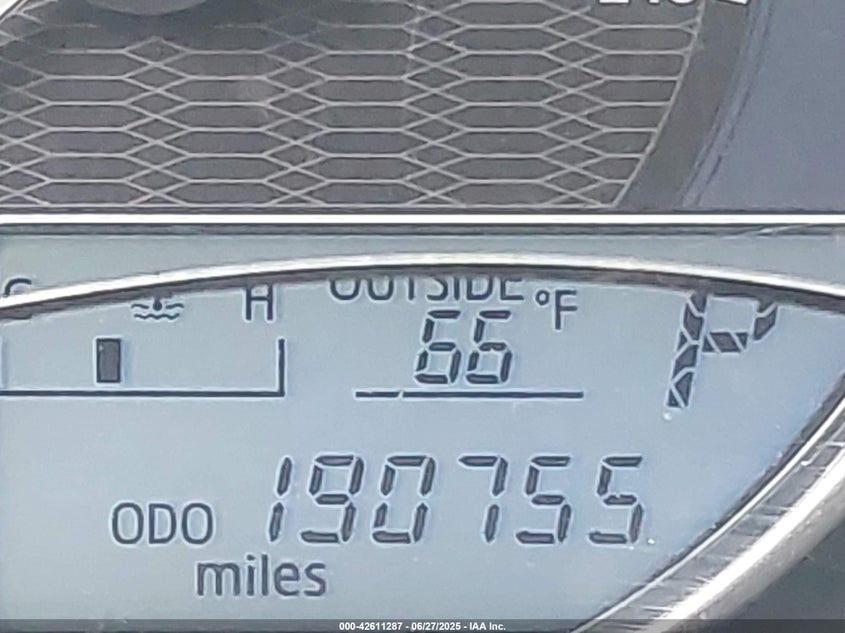 H
OUTSIDE
66 °F
P
ODO 190755
miles
000-42611287 - 06/27/2025 - IAA Inc.